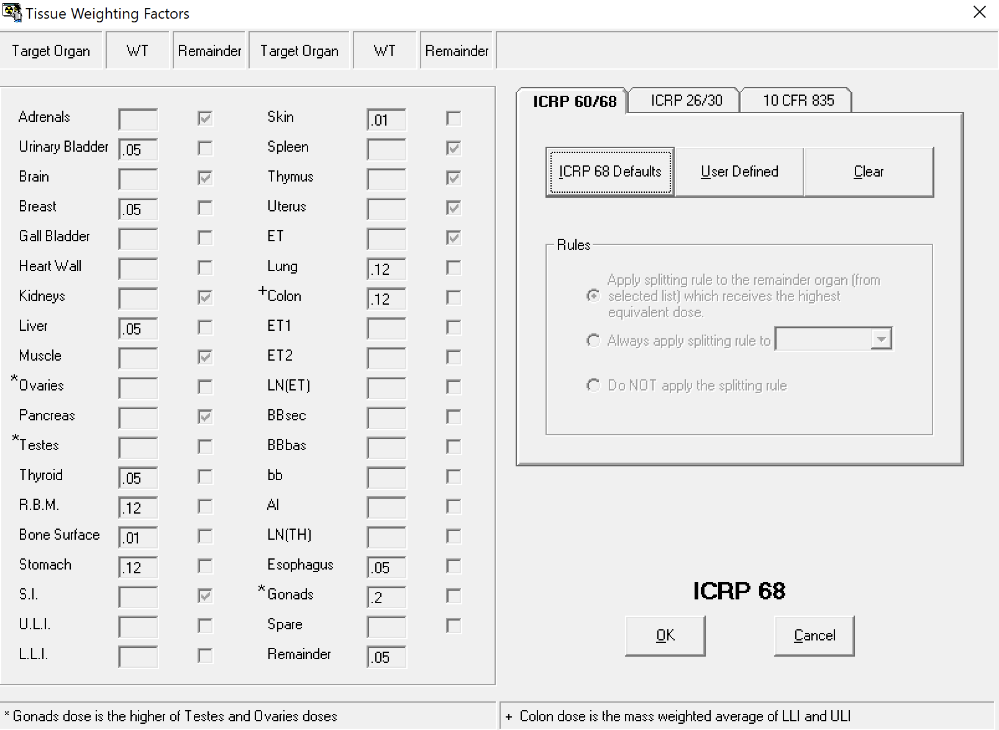 Tissue Weighting Factors
Target Organ WT Remainder Target Organ WT Remainder
ICRP 60/68 ICRP 26/30 10 CFR 835
Adrenals Skin .01
Urinary Bladder .05 Spleen
Brain Thymus
Breast .05 Uterus
Gall Bladder ET
Heart Wall Lung .12
Kidneys +Colon .12
Liver .05 ET1
Muscle ET2
*Ovaries LN(ET)
Pancreas BBsec
*Testes BBbas
Thyroid .05 bb
R.B.M. .12 AI
Bone Surface .01 LN(TH)
Stomach .12 Esophagus .05
S.I. *Gonads .2
U.L.I. Spare
L.L.I. Remainder .05
ICRP 68 Defaults User Defined Clear
Rules
Apply splitting rule to the remainder organ (from
selected list) which receives the highest
equivalent dose.
Always apply splitting rule to
Do NOT apply the splitting rule
ICRP 68
OK Cancel
* Gonads dose is the higher of Testes and Ovaries doses
+ Colon dose is the mass weighted average of LLI and ULI